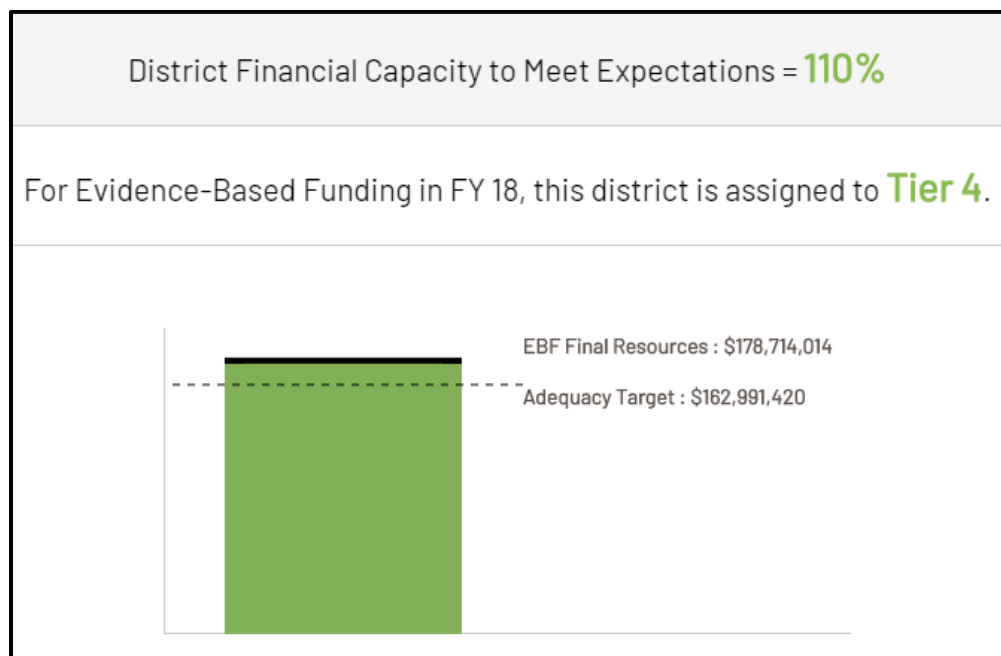 District Financial Capacity to Meet Expectations = 110%
For Evidence-Based Funding in FY 18, this district is assigned to Tier 4.
EBF Final Resources : $178,714,014
Adequacy Target : $162,991,420